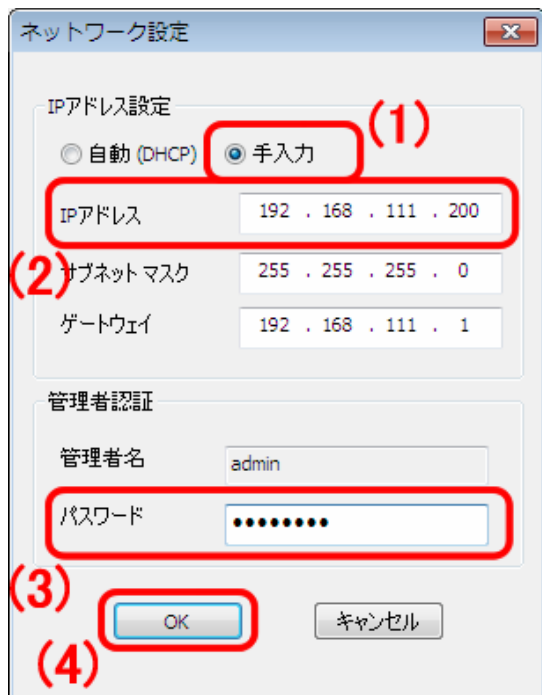 ネットワーク設定
IPアドレス設定
(1)
自動 (DHCP) 手入力
IPアドレス 192 . 168 . 111 . 200
(2)
サブネット マスク 255 . 255 . 255 . 0
ゲートウェイ 192 . 168 . 111 . 1
管理者認証
管理者名 admin
パスワード ●●●●●●●●
(3)
OK キャンセル
(4)